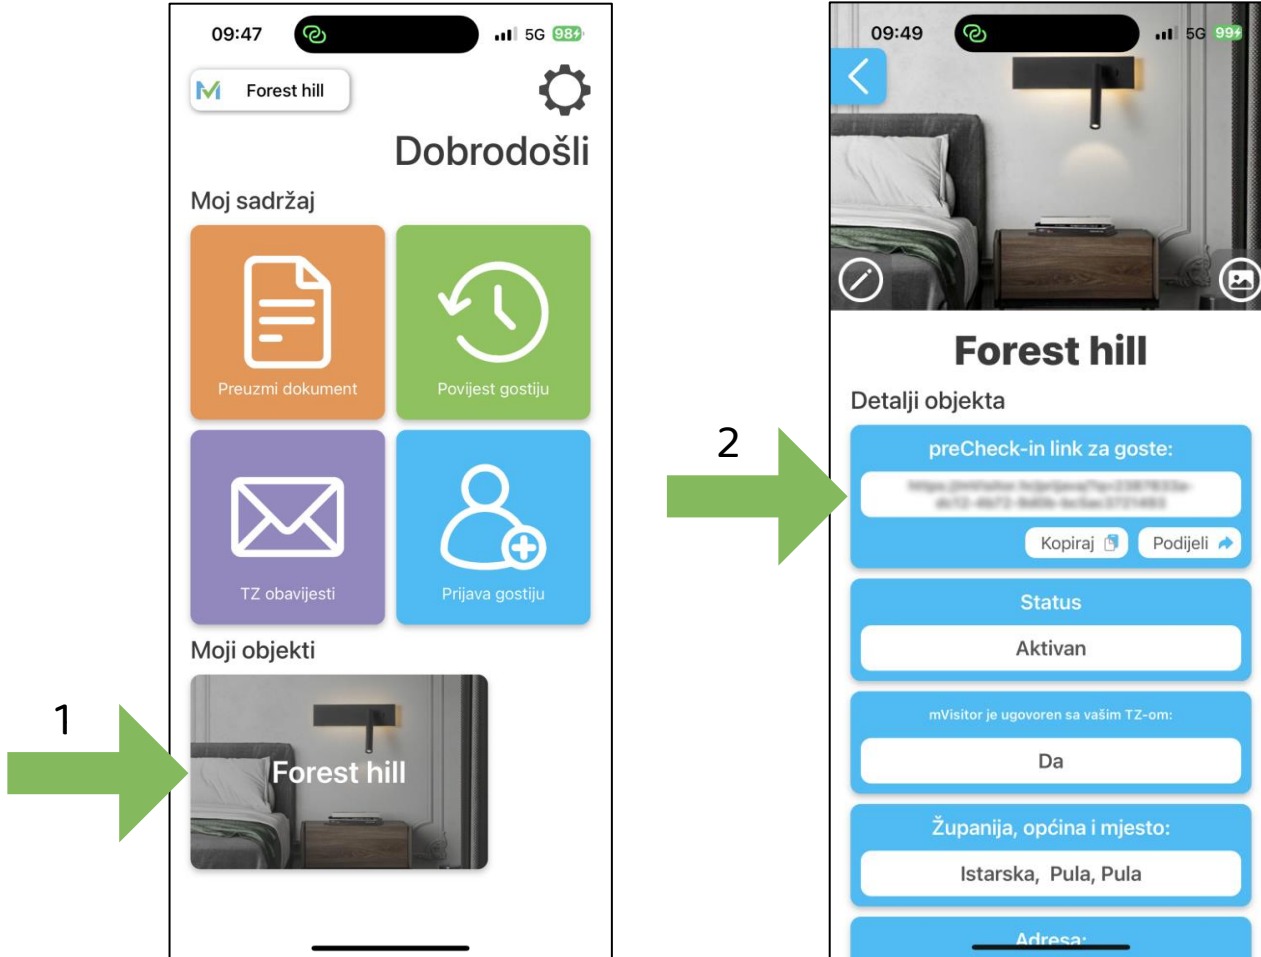 1
09:47
5G 98
Forest hill
Dobrodošli
Moj sadržaj
Preuzmi dokument
Povijest gostiju
TZ obavijesti
Prijava gostiju
Moji objekti
Forest hill
2
09:49
5G 99
Forest hill
Detalji objekta
preCheck-in link za goste:
Kopiraj
Podijeli
Status
Aktivan
mVisitor je ugovoren sa vašim TZ-om:
Da
Županija, općina i mjesto:
Istarska, Pula, Pula
Adresa: